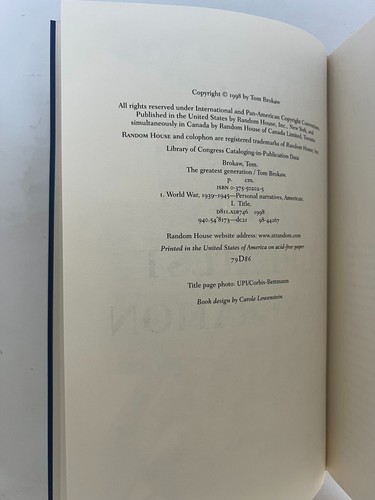 Copyright © 1998 by Tom Brokaw
All rights reserved under International and Pan-American Copyright Conventions.
Published in the United States by Random House, Inc., New York, and
simultaneously in Canada by Random House of Canada Limited, Toronto.
RANDOM HOUSE and colophon are registered trademarks of Random House, Inc.
Library of Congress Cataloging-in-Publication Data
Brokaw, Tom.
The greatest generation / Tom Brokaw.
p. cm.
ISBN 0-375-50202-5
1. World War, 1939–1945—Personal narratives, American.
I. Title.
D811.A2B746 1998
940.54'8173—dc21 98-44267
Random House website address: www.atrandom.com
Printed in the United States of America on acid-free paper
79D86
Title page photo: UPI/Corbis-Bettmann
Book design by Carole Lowenstein